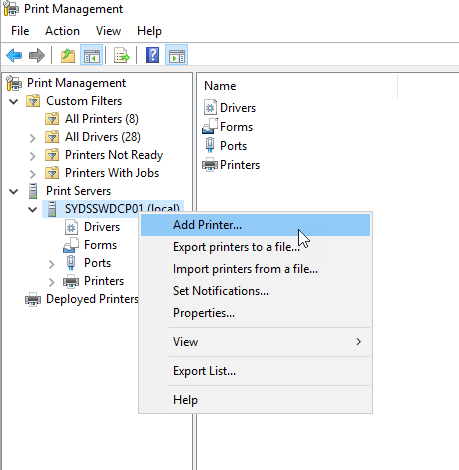 Print Management
File Action View Help
Print Management
Custom Filters
All Printers (8)
All Drivers (28)
Printers Not Ready
Printers With Jobs
Print Servers
SYDSSWDCP01 (local)
Drivers
Forms
Ports
Printers
Deployed Printers
Name
Drivers
Forms
Ports
Printers
Add Printer...
Export printers to a file...
Import printers from a file...
Set Notifications...
Properties...
View
Export List...
Help